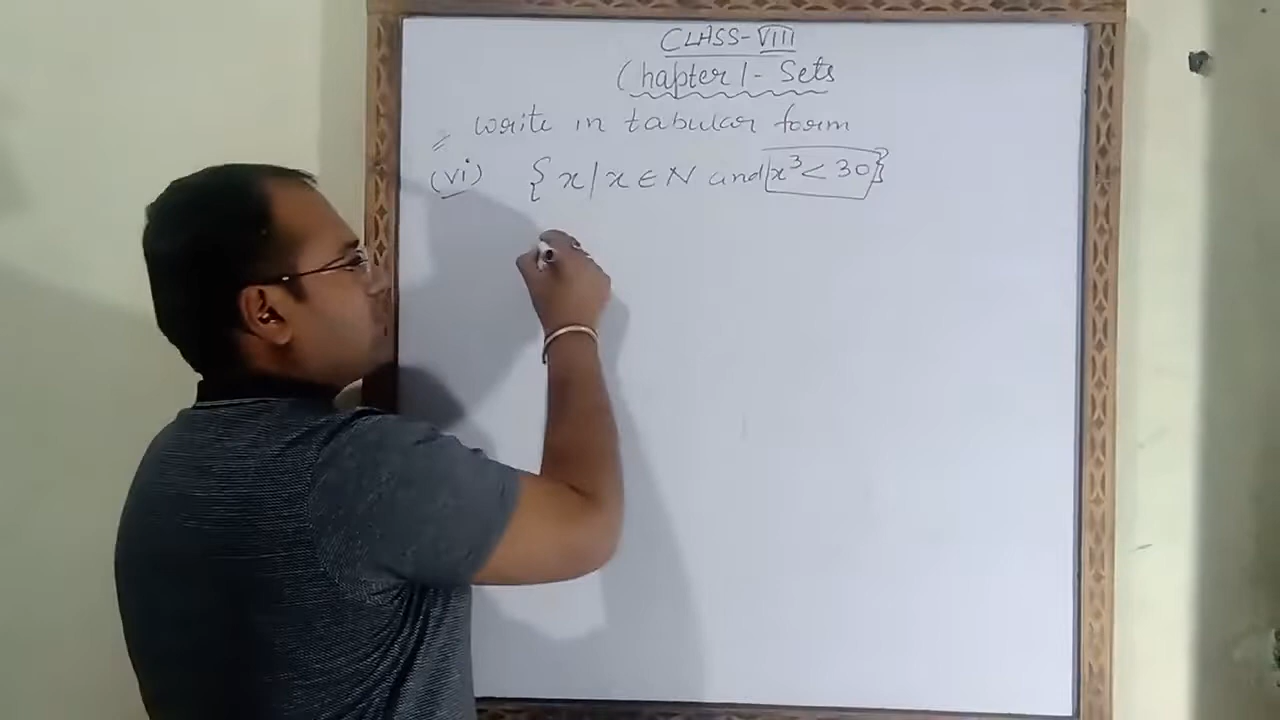 CLASS-VIII
Chapter 1- Sets
write in tabular form
(vi) {x/x∈N and x³< 30}